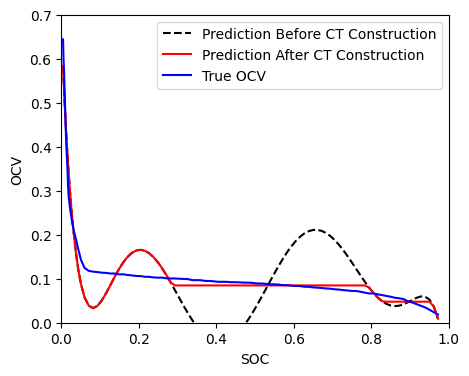 Prediction Before CT Construction
Prediction After CT Construction
True OCV
0.7
0.6
0.5
0.4
0.3
0.2
0.1
0.0
OCV
0.0 0.2 0.4 0.6 0.8 1.0
SOC